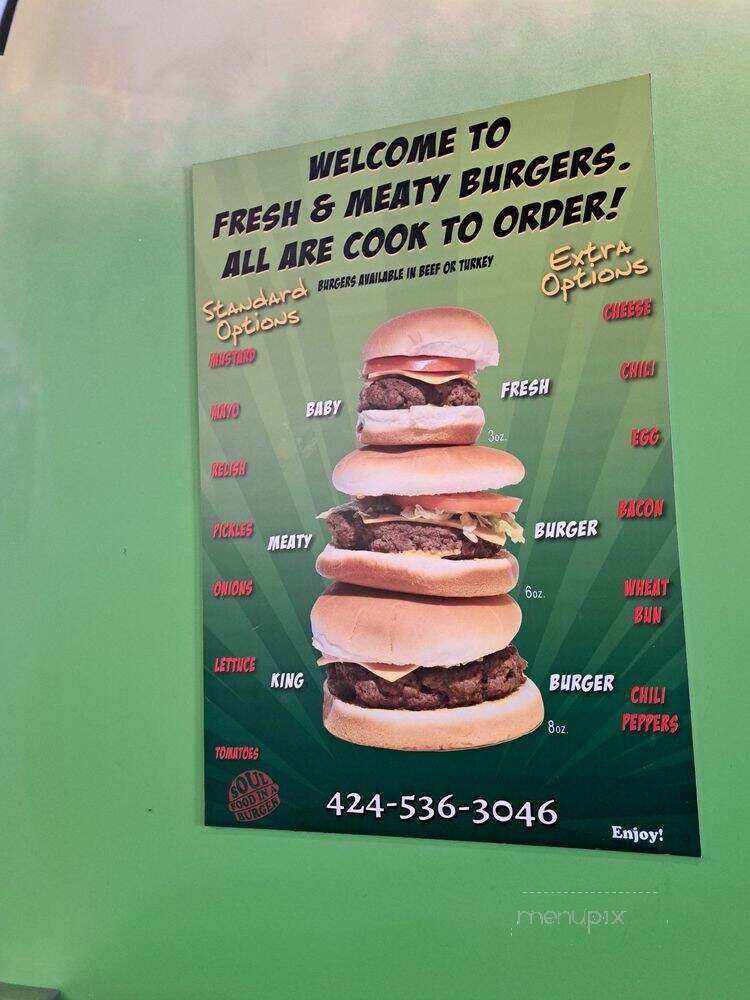 WELCOME TO
FRESH & MEATY BURGERS.
ALL ARE COOK TO ORDER!
BURGERS AVAILABLE IN BEEF OR TURKEY
Standard
Options
MUSTARD
MAYO
RELISH
PICKLES
ONIONS
LETTUCE
TOMATOES
Extra
Options
CHEESE
CHILI
EGG
BACON
WHEAT
BUN
CHILI
PEPPERS
BABY FRESH
3oz.
MEATY BURGER
6oz.
KING BURGER
8oz.
SOUL
FOOD IN A
BURGER
424-536-3046
Enjoy!
menupix